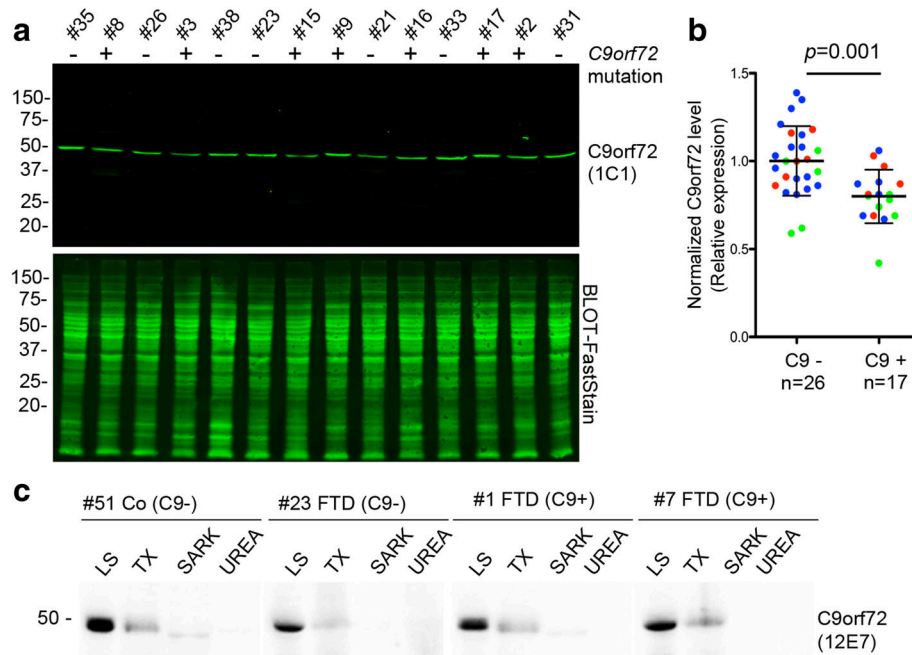 a
#35 #8 #26 #3 #38 #23 #15 #9 #21 #16 #33 #17 #2 #31
- + - + - - + + - + - + + - C9orf72
mutation
150-
75-
50-
37-
25-
20-
C9orf72
(1C1)
150-
75-
50-
37-
25-
20-
BLOT-FastStain
b
p=0.001
Normalized C9orf72 level
(Relative expression)
1.5
1.0
0.5
0.0
C9 - C9 +
n=26 n=17
c
#51 Co (C9-) #23 FTD (C9-) #1 FTD (C9+) #7 FTD (C9+)
LS TX SARK UREA LS TX SARK UREA LS TX SARK UREA LS TX SARK UREA
50 -
C9orf72
(12E7)